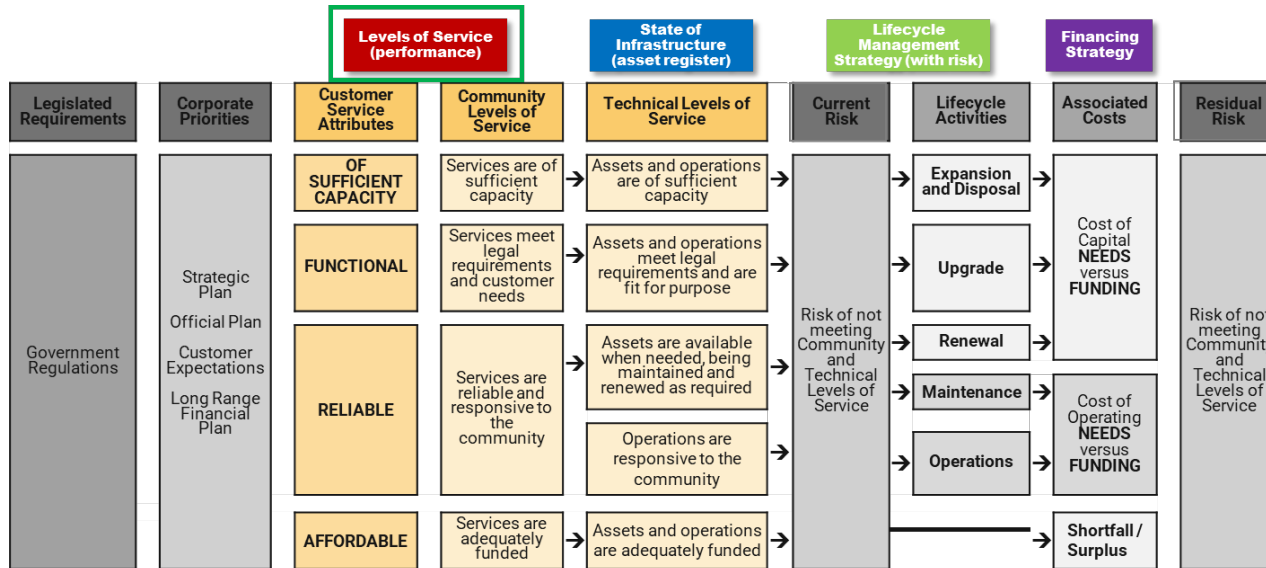 Levels of Service
(performance)
State of
Infrastructure
(asset register)
Lifecycle
Management
Strategy (with risk)
Financing
Strategy
Legislated
Requirements
Corporate
Priorities
Customer
Service
Attributes
Community
Levels of
Service
Technical Levels of
Service
Current
Risk
Lifecycle
Activities
Associated
Costs
Residual
Risk
Government
Regulations
Strategic
Plan
Official Plan
Customer
Expectations
Long Range
Financial
Plan
OF
SUFFICIENT
CAPACITY
Services are of
sufficient
capacity
Assets and operations
are of sufficient
capacity
Expansion
and Disposal
FUNCTIONAL
Services meet
legal
requirements
and customer
needs
Assets and operations
meet legal
requirements and are
fit for purpose
Upgrade
Cost of
Capital
NEEDS
versus
FUNDING
RELIABLE
Services are
reliable and
responsive to
the
community
Assets are available
when needed, being
maintained and
renewed as required
Operations are
responsive to the
community
Risk of not
meeting
Community
and
Technical
Levels of
Service
Renewal
Maintenance
Operations
Cost of
Operating
NEEDS
versus
FUNDING
Risk of not
meeting
Community
and
Technical
Levels of
Service
AFFORDABLE
Services are
adequately
funded
Assets and operations
are adequately funded
Shortfall /
Surplus